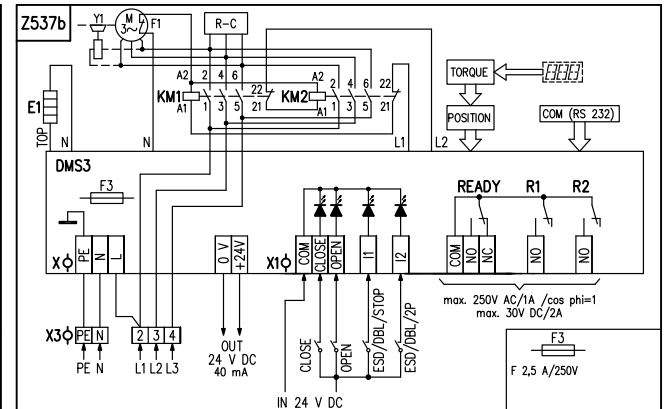 Z537b
Y1
M
3~
F1
R-C
A2 2 4 6
A2 2 4 6 22
KM1
22
21
KM2
A1 1 3 5
A1 1 3 5 21
E1
TOP
N
N
L1
L2
TORQUE
POSITION
COM (RS 232)
DMS3
F3
READY R1 R2
X
PE
N
L
0 V
+24V
X1
COM
CLOSE
OPEN
I1
I2
COM
NO
NC
NO
NO
max. 250V AC/1A /cos phi=1
max. 30V DC/2A
X3
PE N
2 3 4
PE N
L1 L2 L3
OUT
24 V DC
40 mA
CLOSE
OPEN
ESD/DBL/STOP
ESD/DBL/2P
IN 24 V DC
F3
F 2,5 A/250V